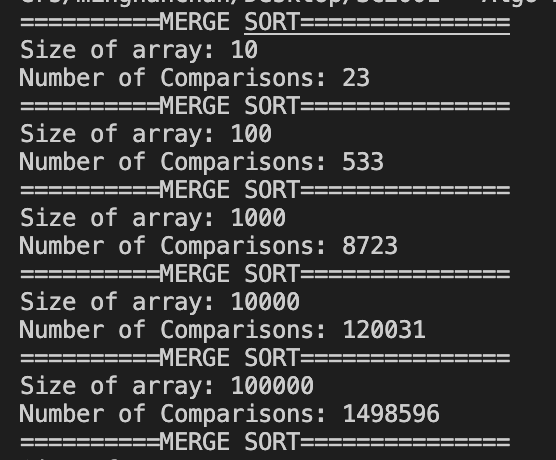 ==========MERGE SORT===============
Size of array: 10
Number of Comparisons: 23
==========MERGE SORT===============
Size of array: 100
Number of Comparisons: 533
==========MERGE SORT===============
Size of array: 1000
Number of Comparisons: 8723
==========MERGE SORT===============
Size of array: 10000
Number of Comparisons: 120031
==========MERGE SORT===============
Size of array: 100000
Number of Comparisons: 1498596
==========MERGE SORT===============